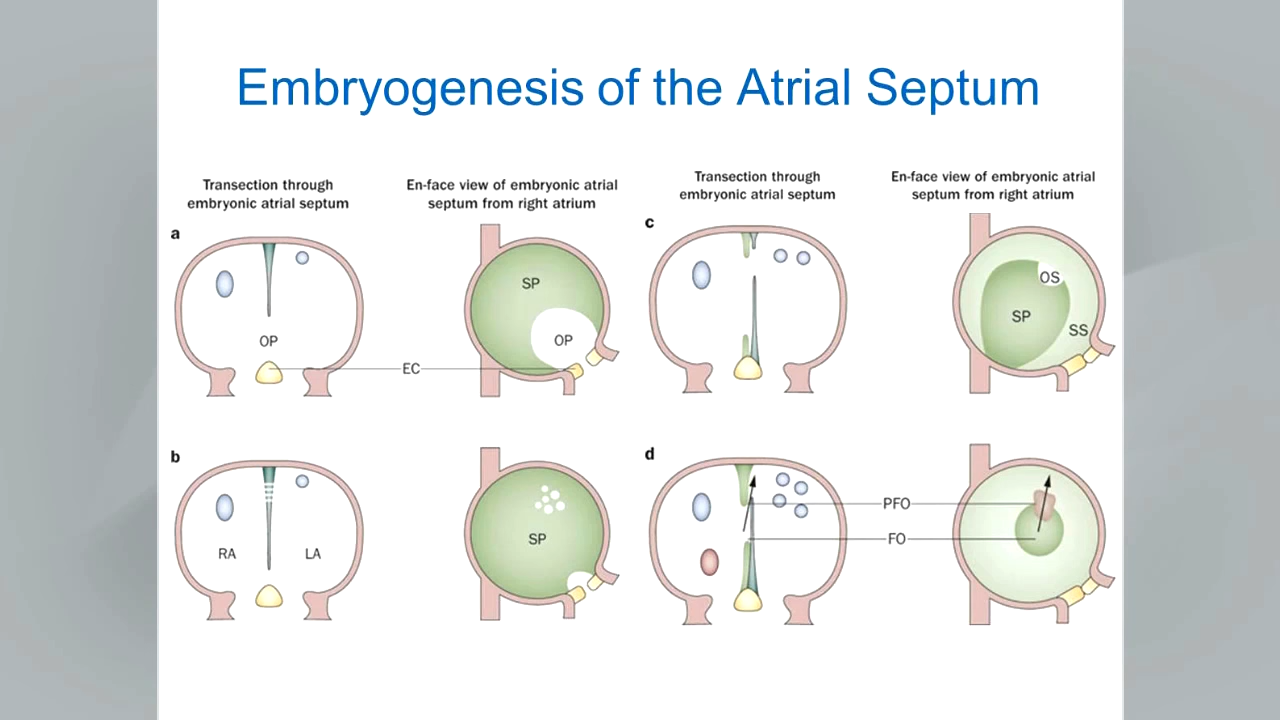 Embryogenesis of the Atrial Septum
Transection through
embryonic atrial septum
En-face view of embryonic atrial
septum from right atrium
a
SP
OP
OP
EC
b
RA
LA
SP
Transection through
embryonic atrial septum
En-face view of embryonic atrial
septum from right atrium
c
OS
SP
SS
d
PFO
FO